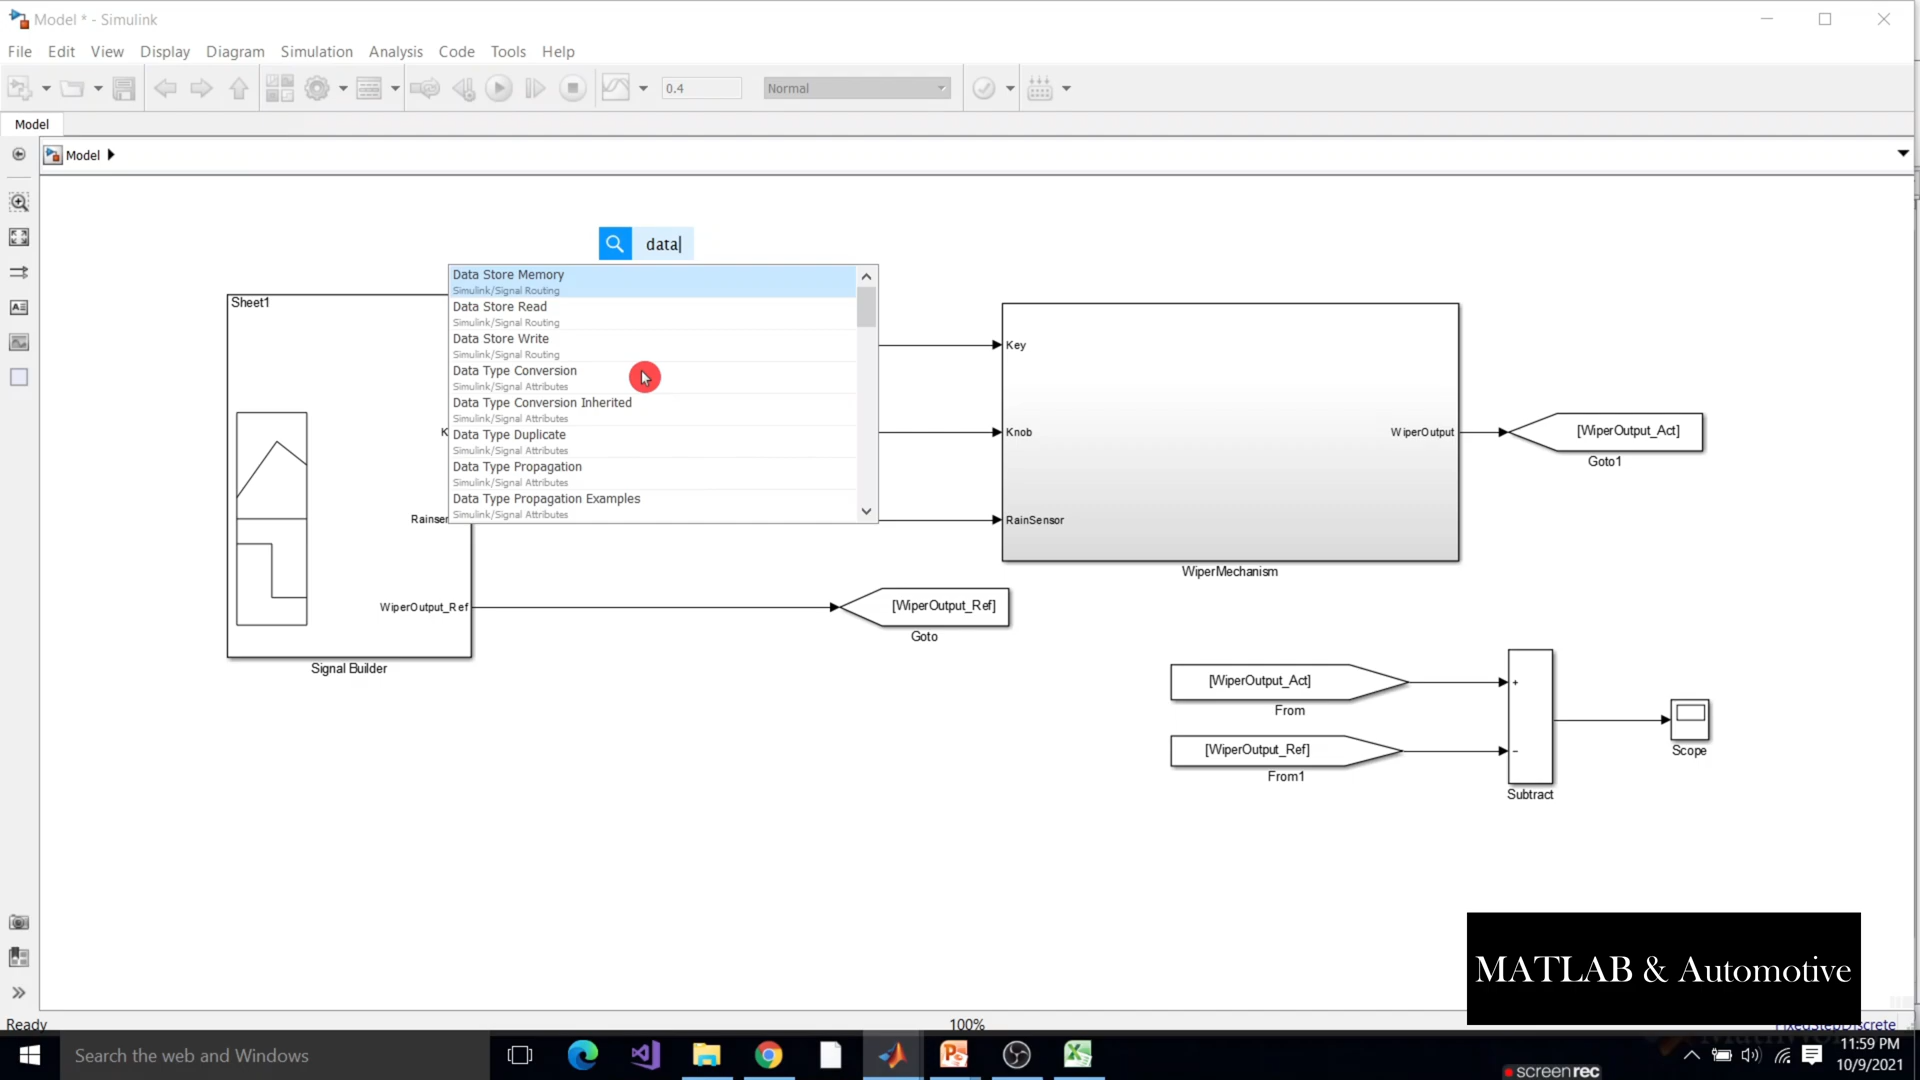 Model * - Simulink
File Edit View Display Diagram Simulation Analysis Code Tools Help
0.4 Normal
Model
Model
data
Data Store Memory
Simulink/Signal Routing
Data Store Read
Simulink/Signal Routing
Data Store Write
Simulink/Signal Routing
Data Type Conversion
Simulink/Signal Attributes
Data Type Conversion Inherited
Simulink/Signal Attributes
Data Type Duplicate
Simulink/Signal Attributes
Data Type Propagation
Simulink/Signal Attributes
Data Type Propagation Examples
Simulink/Signal Attributes
Sheet1
K
Rainser
WiperOutput_Ref
Signal Builder
Key
Knob
RainSensor
WiperOutput
WiperMechanism
[WiperOutput_Act]
Goto1
[WiperOutput_Ref]
Goto
[WiperOutput_Act]
From
[WiperOutput_Ref]
From1
+
-
Subtract
Scope
MATLAB & Automotive
Ready
100%
FixedStepDiscrete
Search the web and Windows
11:59 PM
10/9/2021
screenrec